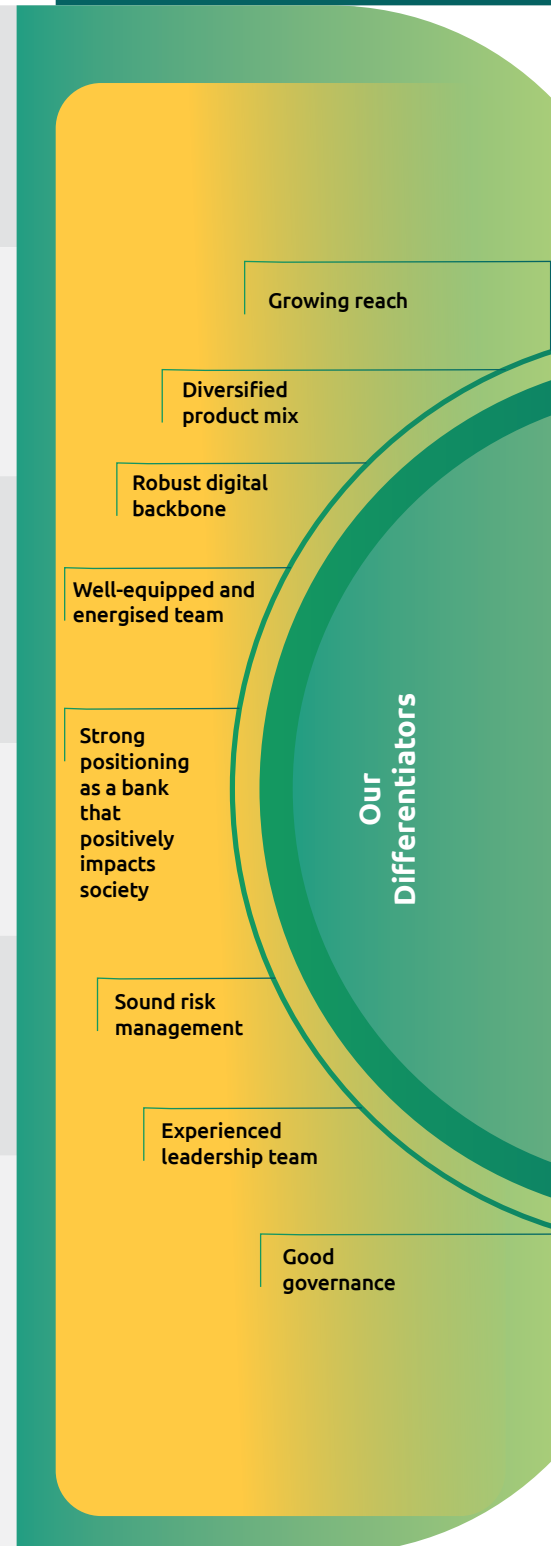 Growing reach
Diversified
product mix
Robust digital
backbone
Well-equipped and
energised team
Strong
positioning
as a bank
that
positively
impacts
society
Our
Differentiators
Sound risk
management
Experienced
leadership team
Good
governance